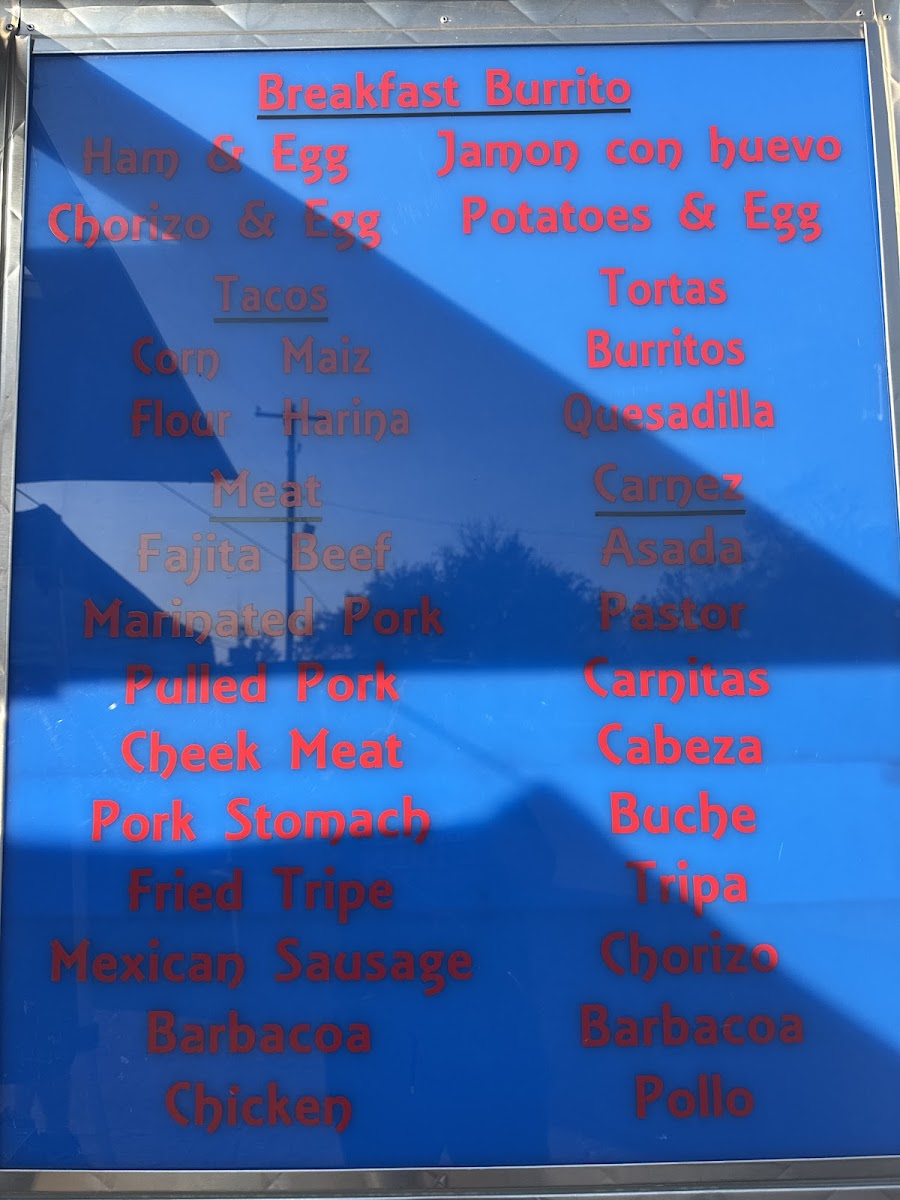 Breakfast Burrito
Ham & Egg Jamon con huevo
Chorizo & Egg Potatoes & Egg
Tacos Tortas
Corn Maiz Burritos
Flour Harina Quesadilla
Meat Carnez
Fajita Beef Asada
Marinated Pork Pastor
Pulled Pork Carnitas
Cheek Meat Cabeza
Pork Stomach Buche
Fried Tripe Tripa
Mexican Sausage Chorizo
Barbacoa Barbacoa
Chicken Pollo